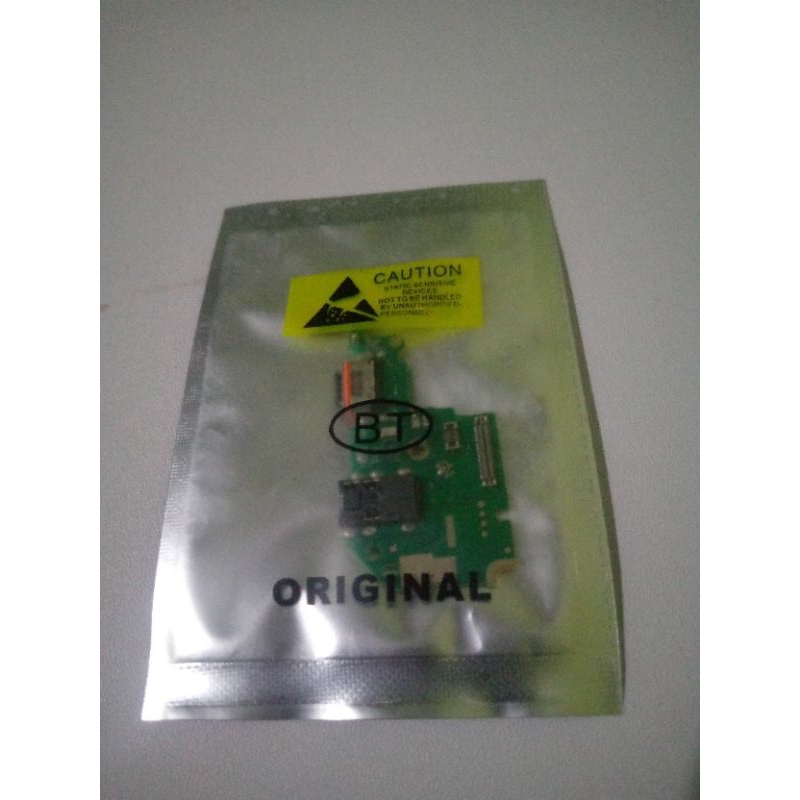 CAUTION
STATIC SENSITIVE
DEVICES
NOT TO BE HANDLED
BY UNAUTHORIZED
PERSONNEL
BT
ORIGINAL